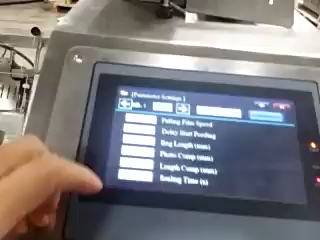 [Parameter Settings]
Pulling Film Speed
Delay Start Feeding
Bag Length (mm)
Photo Comp (mm)
Length Comp (mm)
Sealing Time (s)